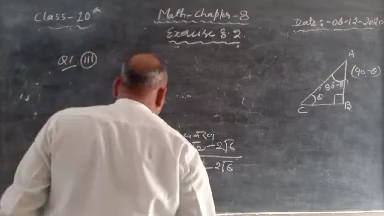 Class-10th
Math-Chapter-8
Exercise 8.2
Date:-08-12-2020
Q1 (iii)
A
(90-θ)
90-θ
θ
C
B
- 2√6
- 2√6